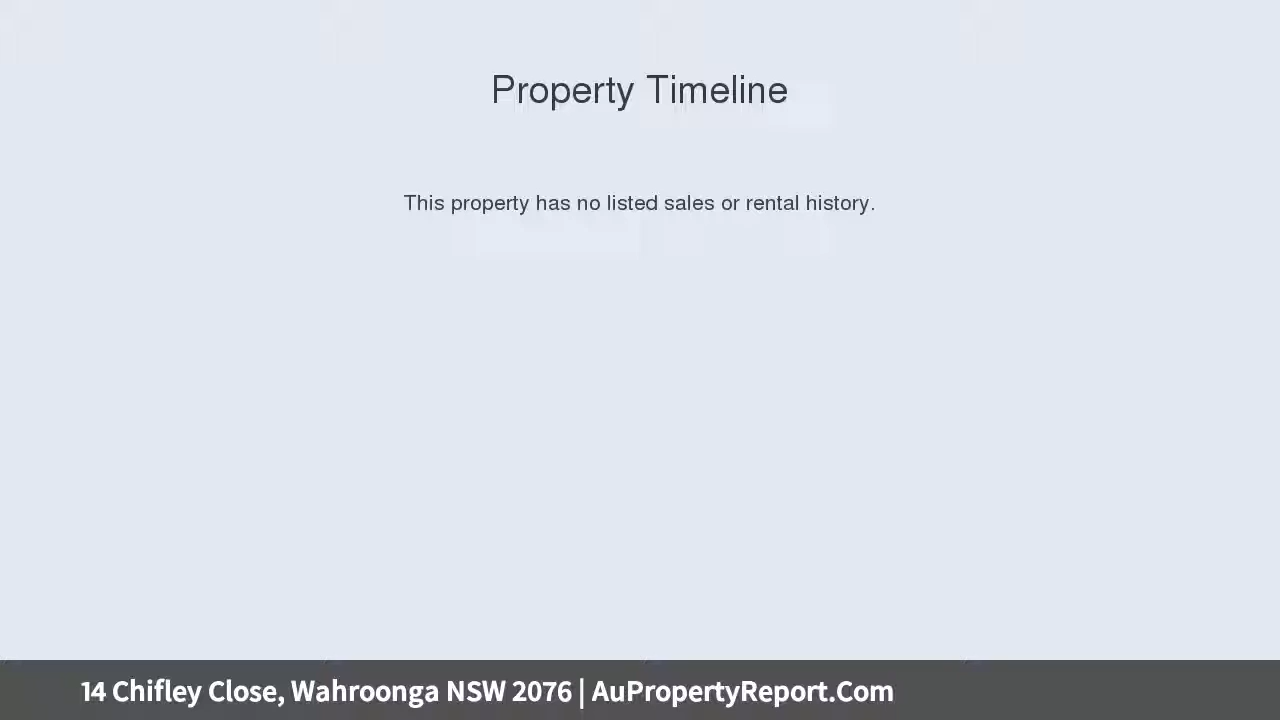 Property Timeline
This property has no listed sales or rental history.
14 Chifley Close, Wahroonga NSW 2076 | AuPropertyReport.Com